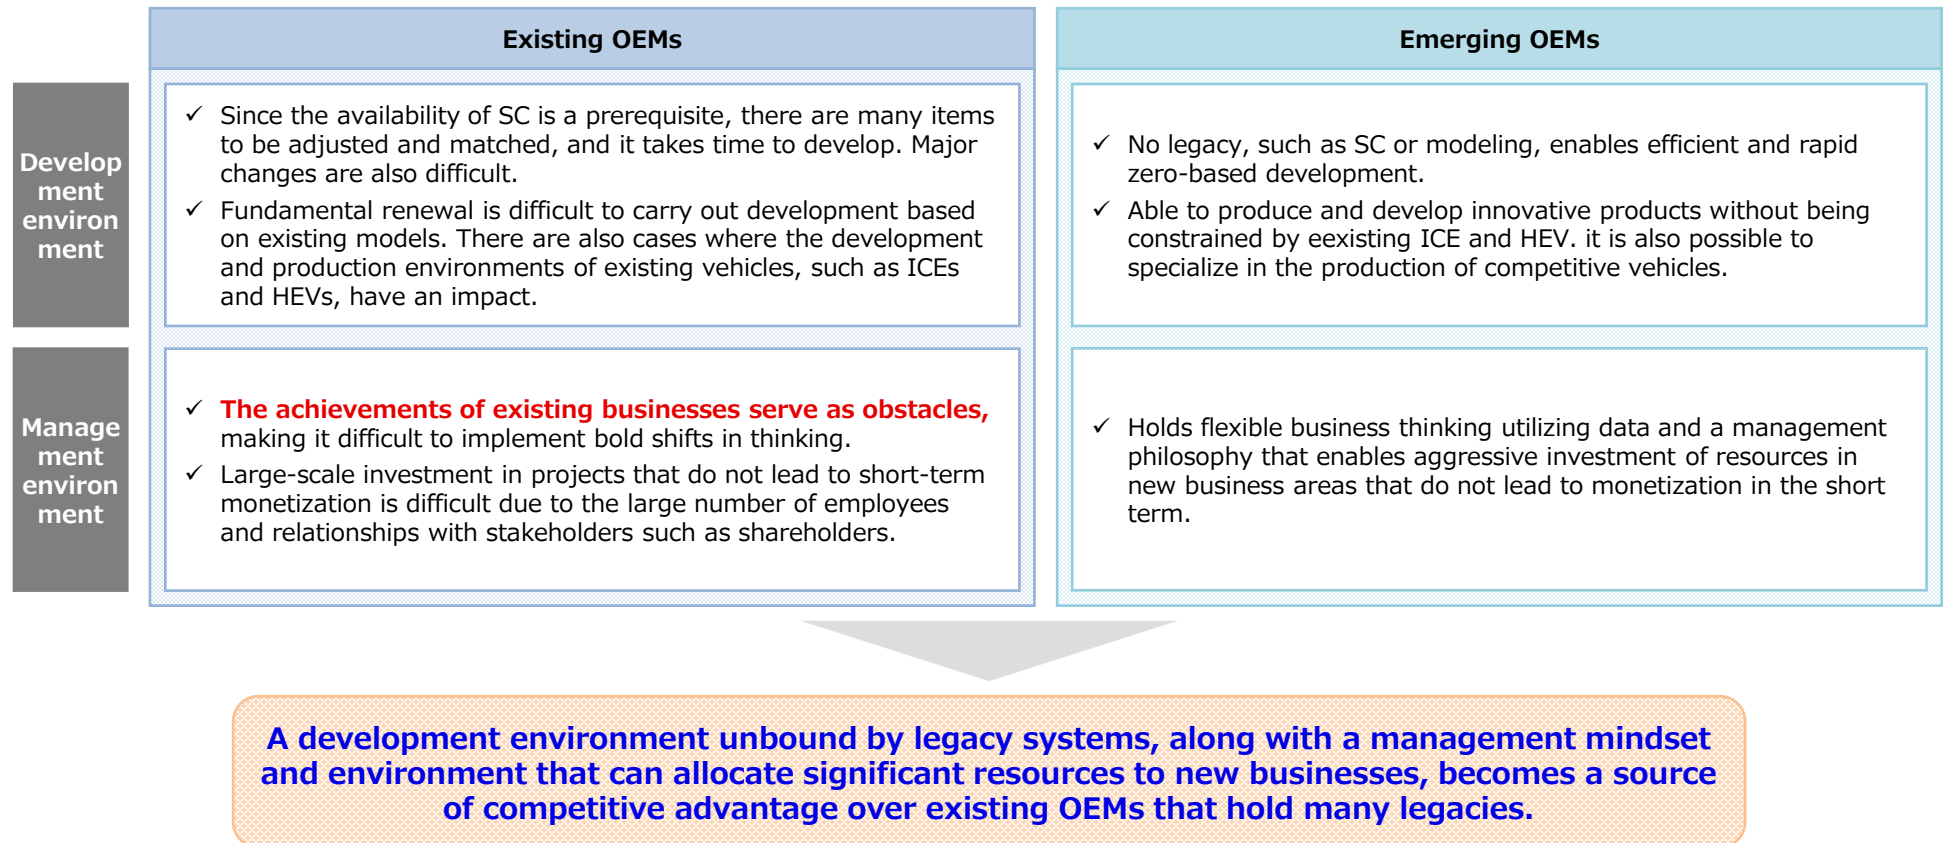 Existing OEMs
Emerging OEMs
Develop
ment
environ
ment
✓ Since the availability of SC is a prerequisite, there are many items
to be adjusted and matched, and it takes time to develop. Major
changes are also difficult.
✓ Fundamental renewal is difficult to carry out development based
on existing models. There are also cases where the development
and production environments of existing vehicles, such as ICEs
and HEVs, have an impact.
✓ No legacy, such as SC or modeling, enables efficient and rapid
zero-based development.
✓ Able to produce and develop innovative products without being
constrained by eexisting ICE and HEV. it is also possible to
specialize in the production of competitive vehicles.
Manage
ment
environ
ment
✓ The achievements of existing businesses serve as obstacles,
making it difficult to implement bold shifts in thinking.
✓ Large-scale investment in projects that do not lead to short-term
monetization is difficult due to the large number of employees
and relationships with stakeholders such as shareholders.
✓ Holds flexible business thinking utilizing data and a management
philosophy that enables aggressive investment of resources in
new business areas that do not lead to monetization in the short
term.
A development environment unbound by legacy systems, along with a management mindset
and environment that can allocate significant resources to new businesses, becomes a source
of competitive advantage over existing OEMs that hold many legacies.